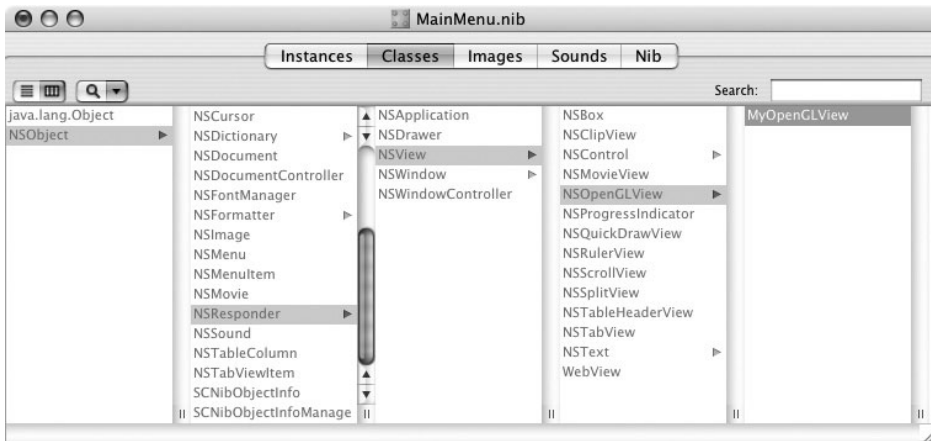 MainMenu.nib
Instances Classes Images Sounds Nib
Search:
java.lang.Object
NSObject
NSCursor
NSDictionary
NSDocument
NSDocumentController
NSFontManager
NSFormatter
NSImage
NSMenu
NSMenuItem
NSMovie
NSResponder
NSSound
NSTableColumn
NSTabViewItem
SCNibObjectInfo
SCNibObjectInfoManage
NSApplication
NSDrawer
NSView
NSWindow
NSWindowController
NSBox
NSClipView
NSControl
NSMovieView
NSOpenGLView
NSProgressIndicator
NSQuickDrawView
NSRulerView
NSScrollView
NSSplitView
NSTableHeaderView
NSTabView
NSText
WebView
MyOpenGLView